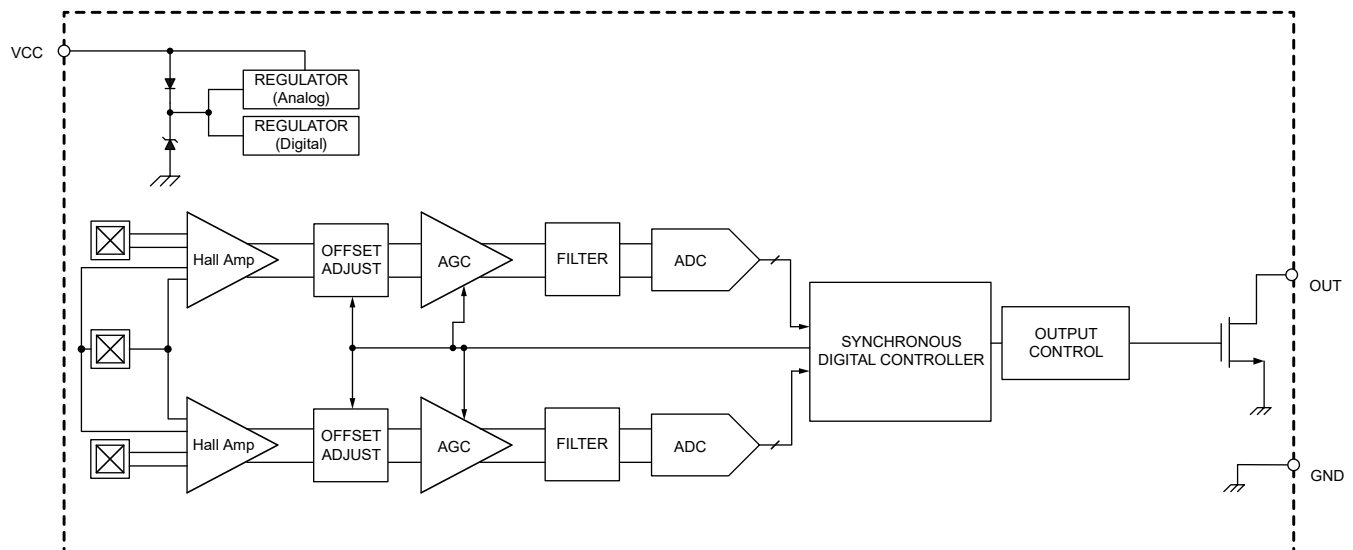 VCC
REGULATOR
(Analog)
REGULATOR
(Digital)
Hall Amp
OFFSET
ADJUST
AGC
FILTER
ADC
SYNCHRONOUS
DIGITAL CONTROLLER
OUTPUT
CONTROL
OUT
Hall Amp
OFFSET
ADJUST
AGC
FILTER
ADC
GND